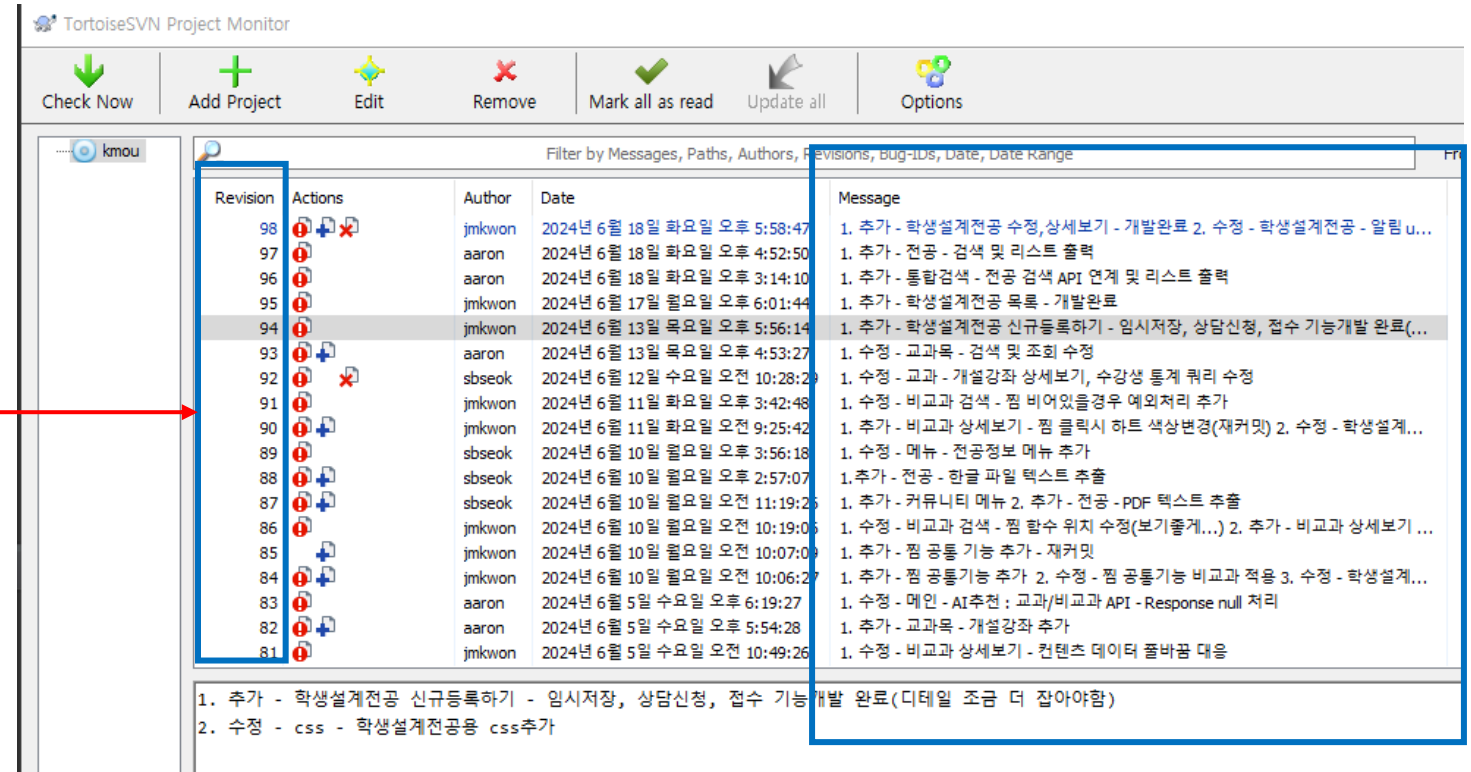 TortoiseSVN Project Monitor
Check Now Add Project Edit Remove Mark all as read Update all Options
kmou
Filter by Messages, Paths, Authors, Revisions, Bug-IDs, Date, Date Range
Revision Actions Author Date Message
98 jmkwon 2024년 6월 18일 화요일 오후 5:58:47 1. 추가 - 학생설계전공 수정,상세보기 - 개발완료 2. 수정 - 학생설계전공 - 알림 u...
97 aaron 2024년 6월 18일 화요일 오후 4:52:50 1. 추가 - 전공 - 검색 및 리스트 출력
96 aaron 2024년 6월 18일 화요일 오후 3:14:10 1. 추가 - 통합검색 - 전공 검색 API 연계 및 리스트 출력
95 jmkwon 2024년 6월 17일 월요일 오후 6:01:44 1. 추가 - 학생설계전공 목록 - 개발완료
94 jmkwon 2024년 6월 13일 목요일 오후 5:56:14 1. 추가 - 학생설계전공 신규등록하기 - 임시저장, 상담신청, 접수 기능개발 완료(...
93 aaron 2024년 6월 13일 목요일 오후 4:53:27 1. 수정 - 교과목 - 검색 및 조회 수정
92 sbseok 2024년 6월 12일 수요일 오전 10:28:29 1. 수정 - 교과 - 개설강좌 상세보기, 수강생 통계 쿼리 수정
91 jmkwon 2024년 6월 11일 화요일 오후 3:42:48 1. 수정 - 비교과 검색 - 찜 비어있을경우 예외처리 추가
90 jmkwon 2024년 6월 11일 화요일 오전 9:25:42 1. 추가 - 비교과 상세보기 - 찜 클릭시 하트 색상변경(재커밋) 2. 수정 - 학생설계...
89 sbseok 2024년 6월 10일 월요일 오후 3:56:18 1. 수정 - 메뉴 - 전공정보 메뉴 추가
88 sbseok 2024년 6월 10일 월요일 오후 2:57:07 1.추가 - 전공 - 한글 파일 텍스트 추출
87 sbseok 2024년 6월 10일 월요일 오전 11:19:26 1. 추가 - 커뮤니티 메뉴 2. 추가 - 전공 - PDF 텍스트 추출
86 jmkwon 2024년 6월 10일 월요일 오전 10:19:06 1. 수정 - 비교과 검색 - 찜 함수 위치 수정(보기좋게...) 2. 추가 - 비교과 상세보기 ...
85 jmkwon 2024년 6월 10일 월요일 오전 10:07:09 1. 추가 - 찜 공통 기능 추가 - 재커밋
84 jmkwon 2024년 6월 10일 월요일 오전 10:06:27 1. 추가 - 찜 공통기능 추가 2. 수정 - 찜 공통기능 비교과 적용 3. 수정 - 학생설계...
83 aaron 2024년 6월 5일 수요일 오후 6:19:27 1. 수정 - 메인 - AI추천 : 교과/비교과 API - Response null 처리
82 aaron 2024년 6월 5일 수요일 오후 5:54:28 1. 추가 - 교과목 - 개설강좌 추가
81 jmkwon 2024년 6월 5일 수요일 오전 10:49:26 1. 수정 - 비교과 상세보기 - 컨텐츠 데이터 풀바꿈 대응
1. 추가 - 학생설계전공 신규등록하기 - 임시저장, 상담신청, 접수 기능개발 완료(디테일 조금 더 잡아야함)
2. 수정 - css - 학생설계전공용 css추가